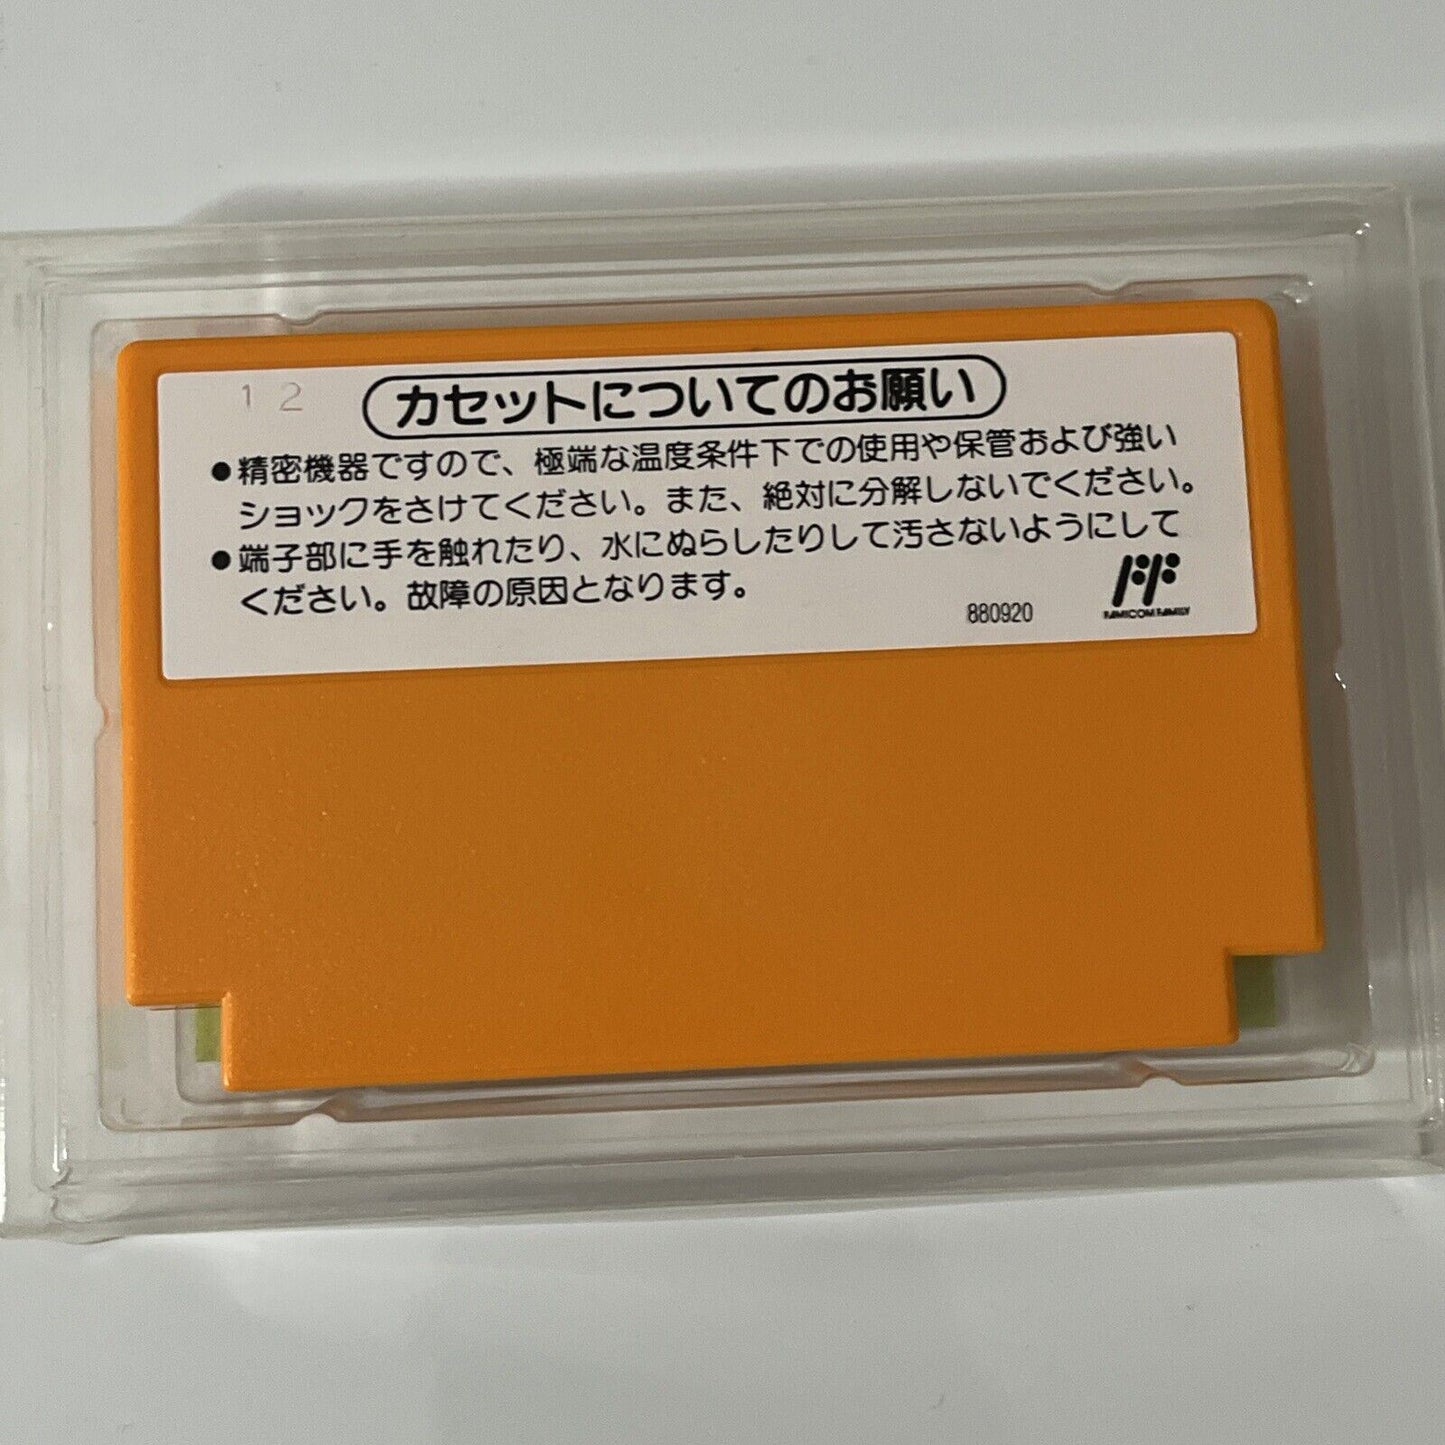 12
カセットについてのお願い
●精密機器ですので、極端な温度条件下での使用や保管および強い
ショックをさけてください。また、絶対に分解しないでください。
●端子部に手を触れたり、水にぬらしたりして汚さないようにして
ください。故障の原因となります。
880920
FAMICOM FAMILY